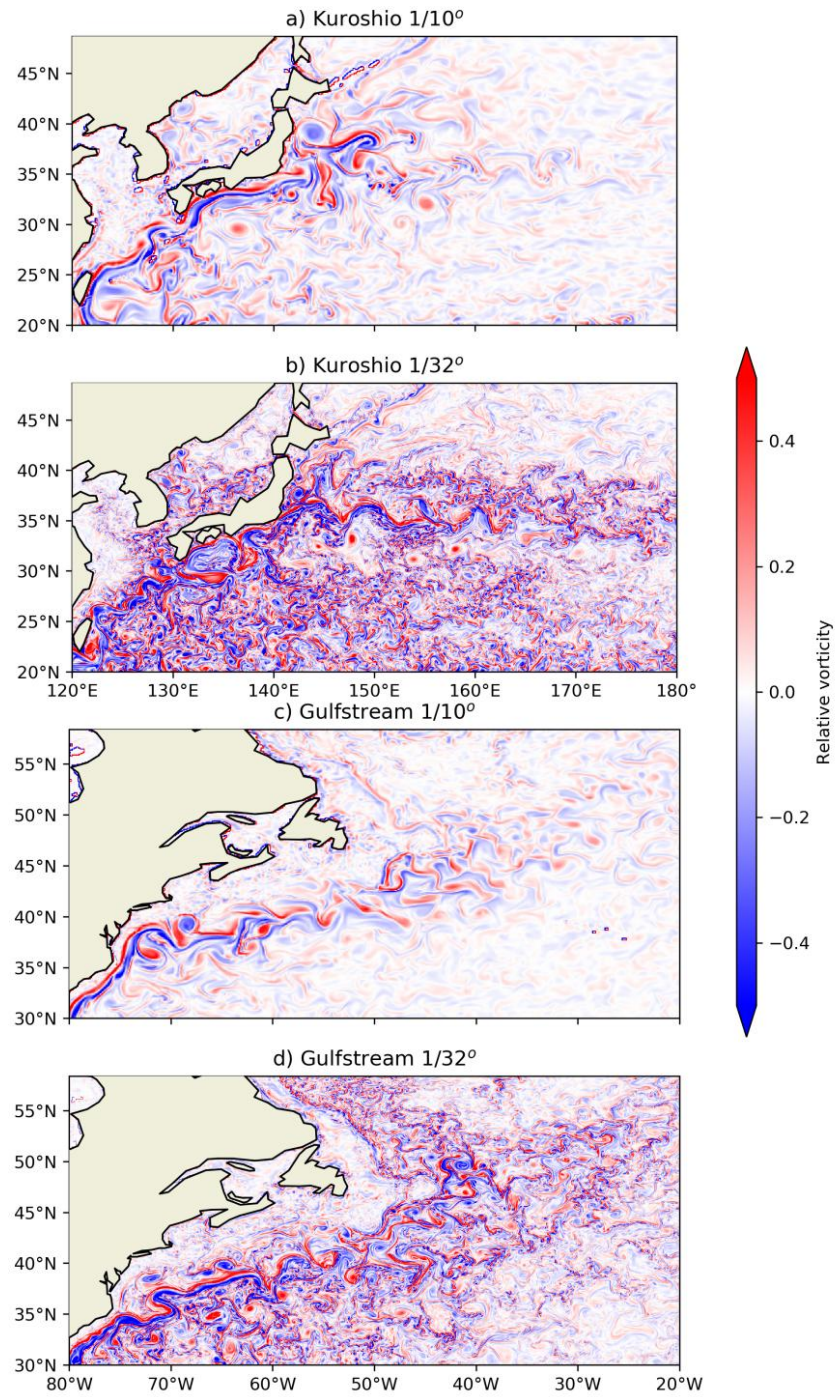 a) Kuroshio 1/10°
45°N
40°N
35°N
30°N
25°N
20°N
b) Kuroshio 1/32°
45°N
40°N
35°N
30°N
25°N
20°N
120°E 130°E 140°E 150°E 160°E 170°E 180°
c) Gulfstream 1/10°
55°N
50°N
45°N
40°N
35°N
30°N
d) Gulfstream 1/32°
55°N
50°N
45°N
40°N
35°N
30°N
80°W 70°W 60°W 50°W 40°W 30°W 20°W
0.4
0.2
0.0
−0.2
−0.4
Relative vorticity